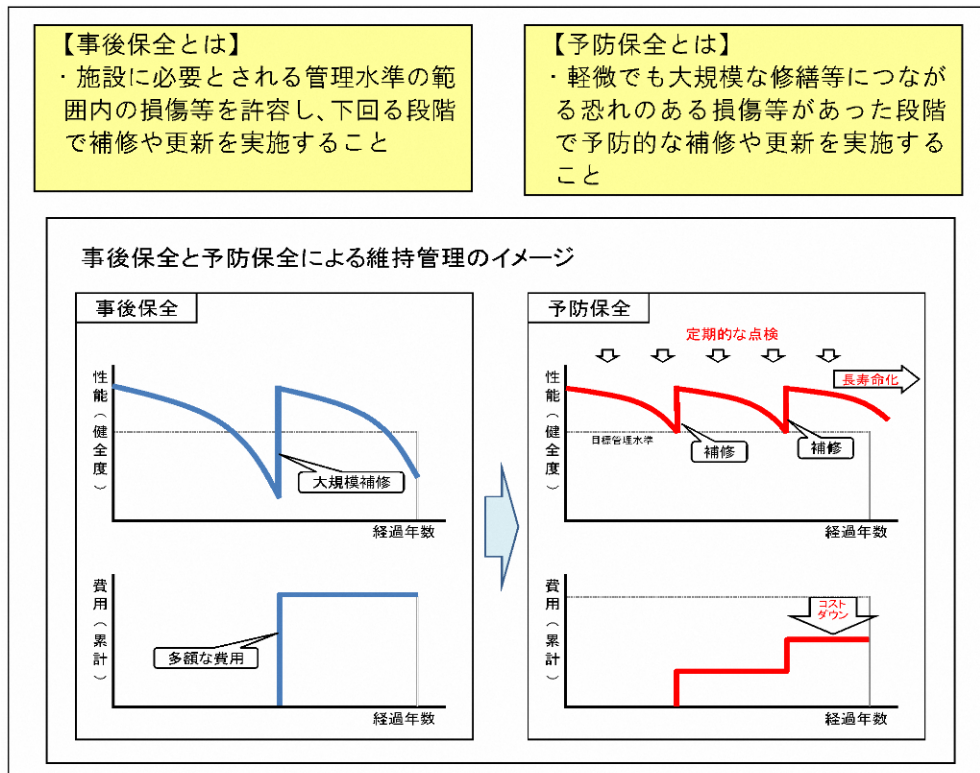 【事後保全とは】
・施設に必要とされる管理水準の範
囲内の損傷等を許容し、下回る段階
で補修や更新を実施すること
【予防保全とは】
・軽微でも大規模な修繕等につなが
る恐れのある損傷等があった段階
で予防的な補修や更新を実施する
こと
事後保全と予防保全による維持管理のイメージ
事後保全
性能（健全度）
大規模補修
経過年数
費用（累計）
多額な費用
経過年数
予防保全
定期的な点検
長寿命化
性能（健全度）
目標管理水準
補修
補修
経過年数
費用（累計）
コスト
ダウン
経過年数